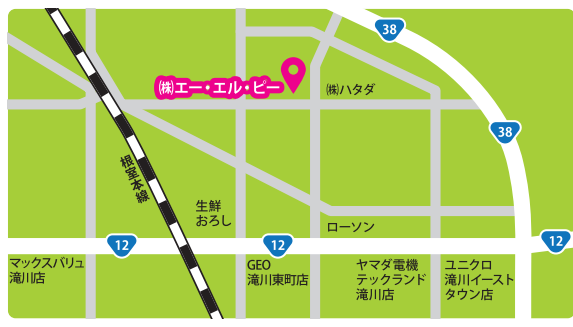 38
㈱エー・エル・ピー
㈱ハタダ
38
根室本線
生鮮
おろし
ローソン
12
12
12
マックスバリュ
滝川店
GEO
滝川東町店
ヤマダ電機
テックランド
滝川店
ユニクロ
滝川イースト
タウン店